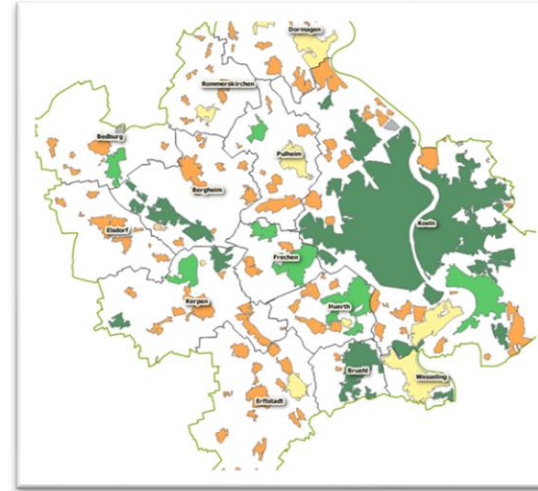 Dormagen
Rommerskirchen
Bedburg
Pulheim
Bergheim
Elsdorf
Koeln
Frechen
Kerpen
Huerth
Bruehl
Wesseling
Erftstadt